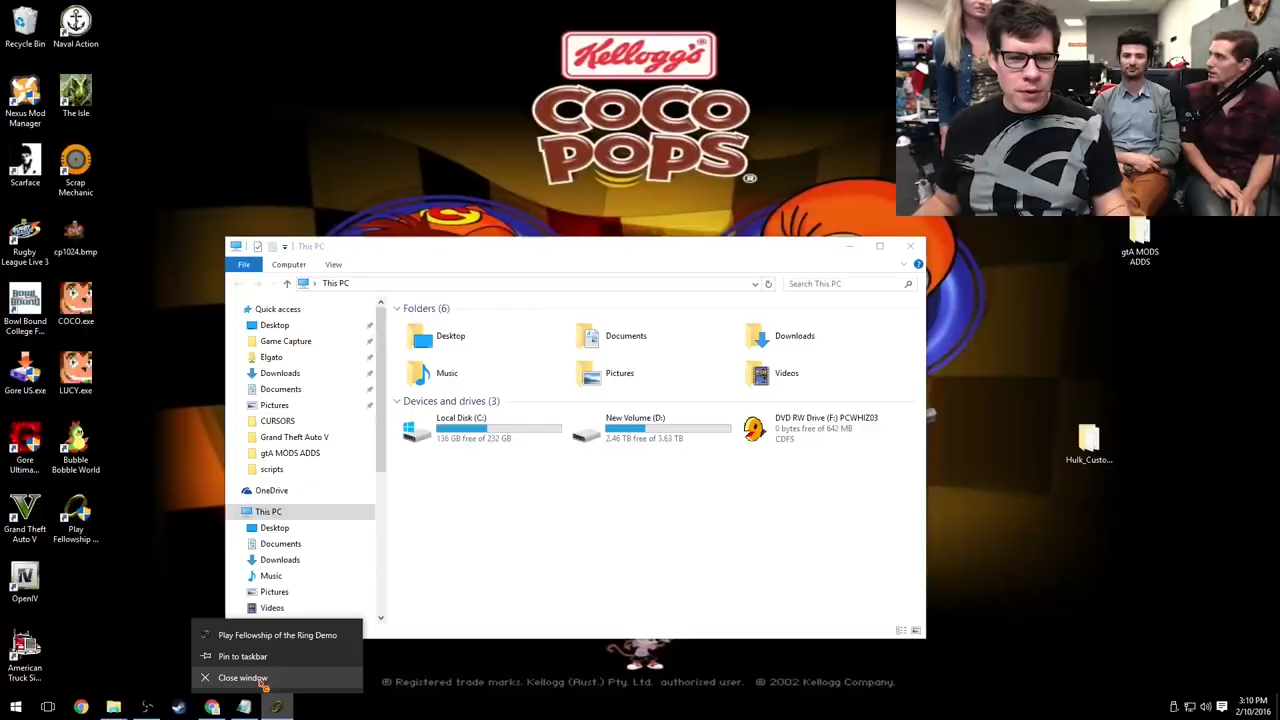 Kellogg's®
COCO
POPS®
Recycle Bin
Naval Action
Nexus Mod
Manager
The Isle
Scarface
Scrap
Mechanic
Rugby
League Live 3
cp1024.bmp
Bowl Bound
College F...
COCO.exe
Gore US.exe
LUCY.exe
Gore
Ultima...
Bubble
Bobble World
Grand Theft
Auto V
Play
Fellowship ...
OpenIV
American
Truck Si...
gtA MODS
ADDS
Hulk_Custo...
This PC
File
Computer
View
This PC
Search This PC
Quick access
Desktop
Game Capture
Elgato
Downloads
Documents
Pictures
CURSORS
Grand Theft Auto V
gtA MODS ADDS
scripts
OneDrive
This PC
Desktop
Documents
Downloads
Music
Pictures
Videos
Folders (6)
Desktop
Documents
Downloads
Music
Pictures
Videos
Devices and drives (3)
Local Disk (C:)
136 GB free of 232 GB
New Volume (D:)
2.46 TB free of 3.63 TB
DVD RW Drive (F:) PCWHIZ03
0 bytes free of 642 MB
CDFS
Play Fellowship of the Ring Demo
Pin to taskbar
Close window
® Registered trade marks. Kellogg (Aust.) Pty. Ltd. authorised user. © 2002 Kellogg Company.
3:10 PM
2/10/2016